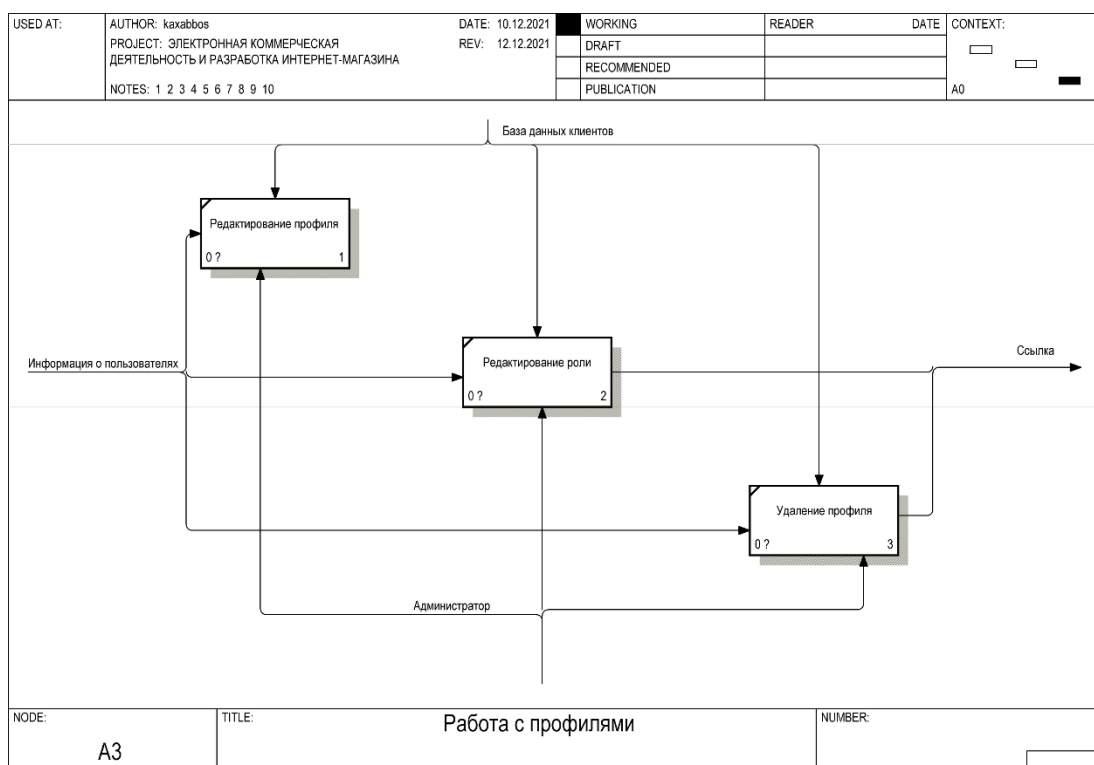 USED AT:
AUTHOR: kaxabbos
DATE: 10.12.2021
WORKING
READER
DATE
CONTEXT:
PROJECT: ЭЛЕКТРОННАЯ КОММЕРЧЕСКАЯ
REV: 12.12.2021
DRAFT
ДЕЯТЕЛЬНОСТЬ И РАЗРАБОТКА ИНТЕРНЕТ-МАГАЗИНА
RECOMMENDED
NOTES: 1 2 3 4 5 6 7 8 9 10
PUBLICATION
A0
База данных клиентов
Редактирование профиля
0 ?
1
Информация о пользователях
Редактирование роли
0 ?
2
Ссылка
Удаление профиля
0 ?
3
Администратор
NODE:
A3
TITLE:
Работа с профилями
NUMBER: